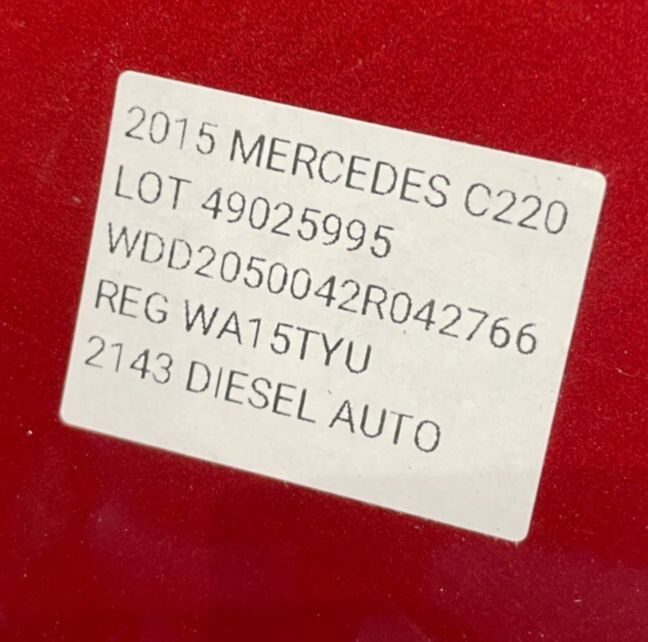 2015 MERCEDES C220
LOT 49025995
WDD2050042R042766
REG WA15TYU
2143 DIESEL AUTO